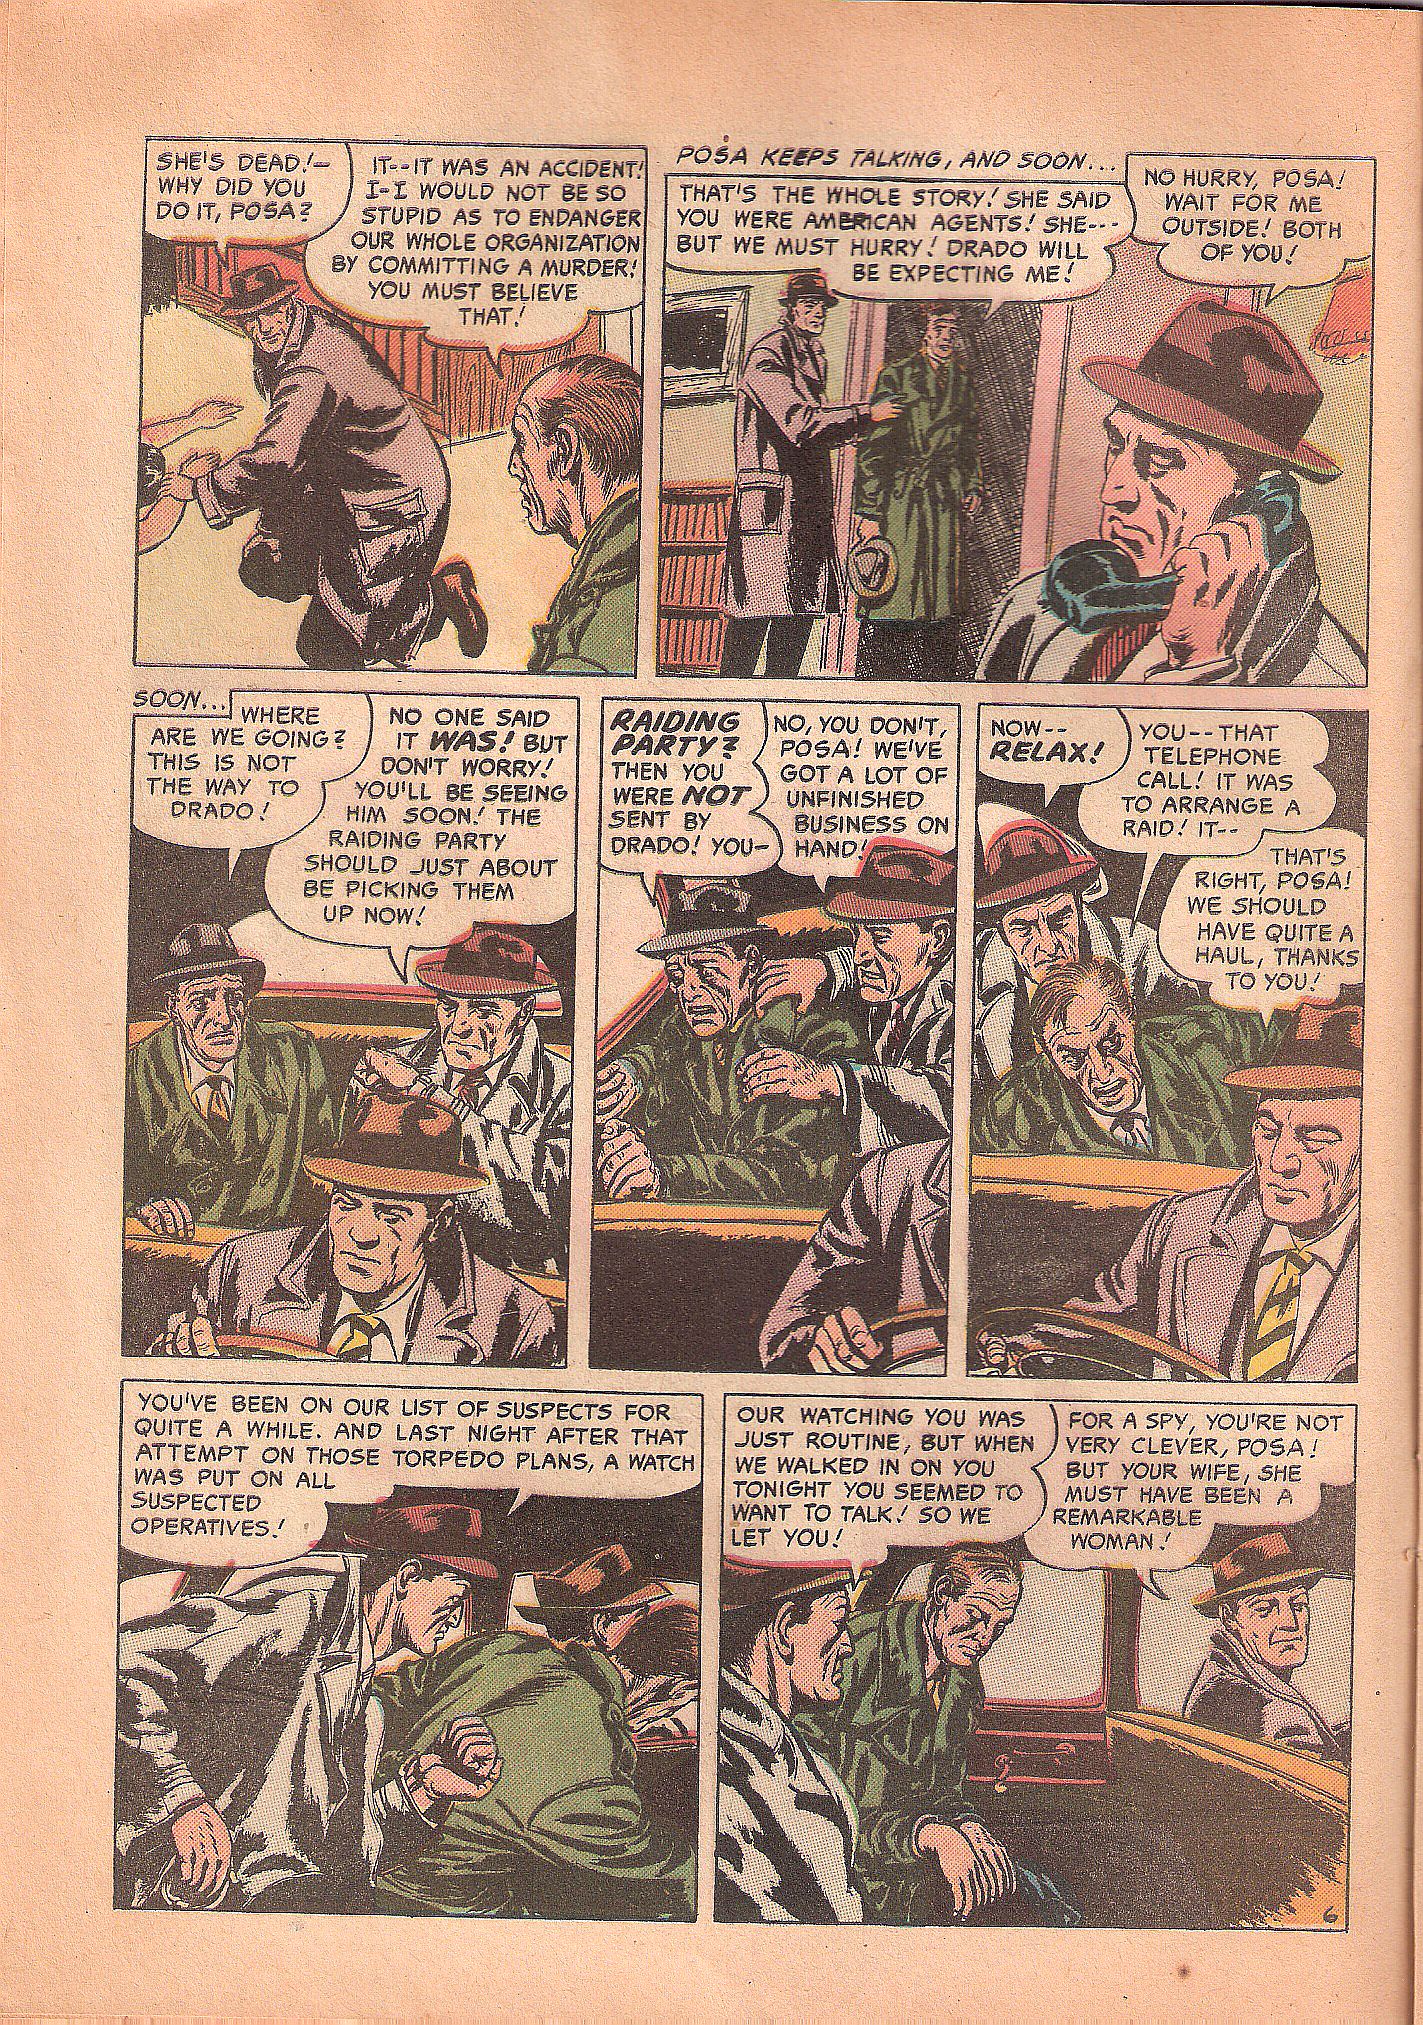 SHE'S DEAD!-
WHY DID YOU
DO IT, POSA?
IT--IT WAS AN ACCIDENT!
I-I WOULD NOT BE SO
STUPID AS TO ENDANGER
OUR WHOLE ORGANIZATION
BY COMMITTING A MURDER!
YOU MUST BELIEVE
THAT!
POSA KEEPS TALKING, AND SOON...
THAT'S THE WHOLE STORY! SHE SAID
YOU WERE AMERICAN AGENTS! SHE---
BUT WE MUST HURRY! DRADO WILL
BE EXPECTING ME!
NO HURRY, POSA!
WAIT FOR ME
OUTSIDE! BOTH
OF YOU!
SOON...
WHERE
ARE WE GOING?
THIS IS NOT
THE WAY TO
DRADO!
NO ONE SAID
IT WAS! BUT
DON'T WORRY!
YOU'LL BE SEEING
HIM SOON! THE
RAIDING PARTY
SHOULD JUST ABOUT
BE PICKING THEM
UP NOW!
RAIDING
PARTY?
THEN YOU
WERE NOT
SENT BY
DRADO! YOU-
NO, YOU DON'T,
POSA! WE'VE
GOT A LOT OF
UNFINISHED
BUSINESS ON
HAND!
NOW--
RELAX!
YOU--THAT
TELEPHONE
CALL! IT WAS
TO ARRANGE A
RAID! IT--
THAT'S
RIGHT, POSA!
WE SHOULD
HAVE QUITE A
HAUL, THANKS
TO YOU!
YOU'VE BEEN ON OUR LIST OF SUSPECTS FOR
QUITE A WHILE. AND LAST NIGHT AFTER THAT
ATTEMPT ON THOSE TORPEDO PLANS, A WATCH
WAS PUT ON ALL
SUSPECTED
OPERATIVES!
OUR WATCHING YOU WAS
JUST ROUTINE, BUT WHEN
WE WALKED IN ON YOU
TONIGHT YOU SEEMED TO
WANT TO TALK! SO WE
LET YOU!
FOR A SPY, YOU'RE NOT
VERY CLEVER, POSA!
BUT YOUR WIFE, SHE
MUST HAVE BEEN A
REMARKABLE
WOMAN!
6